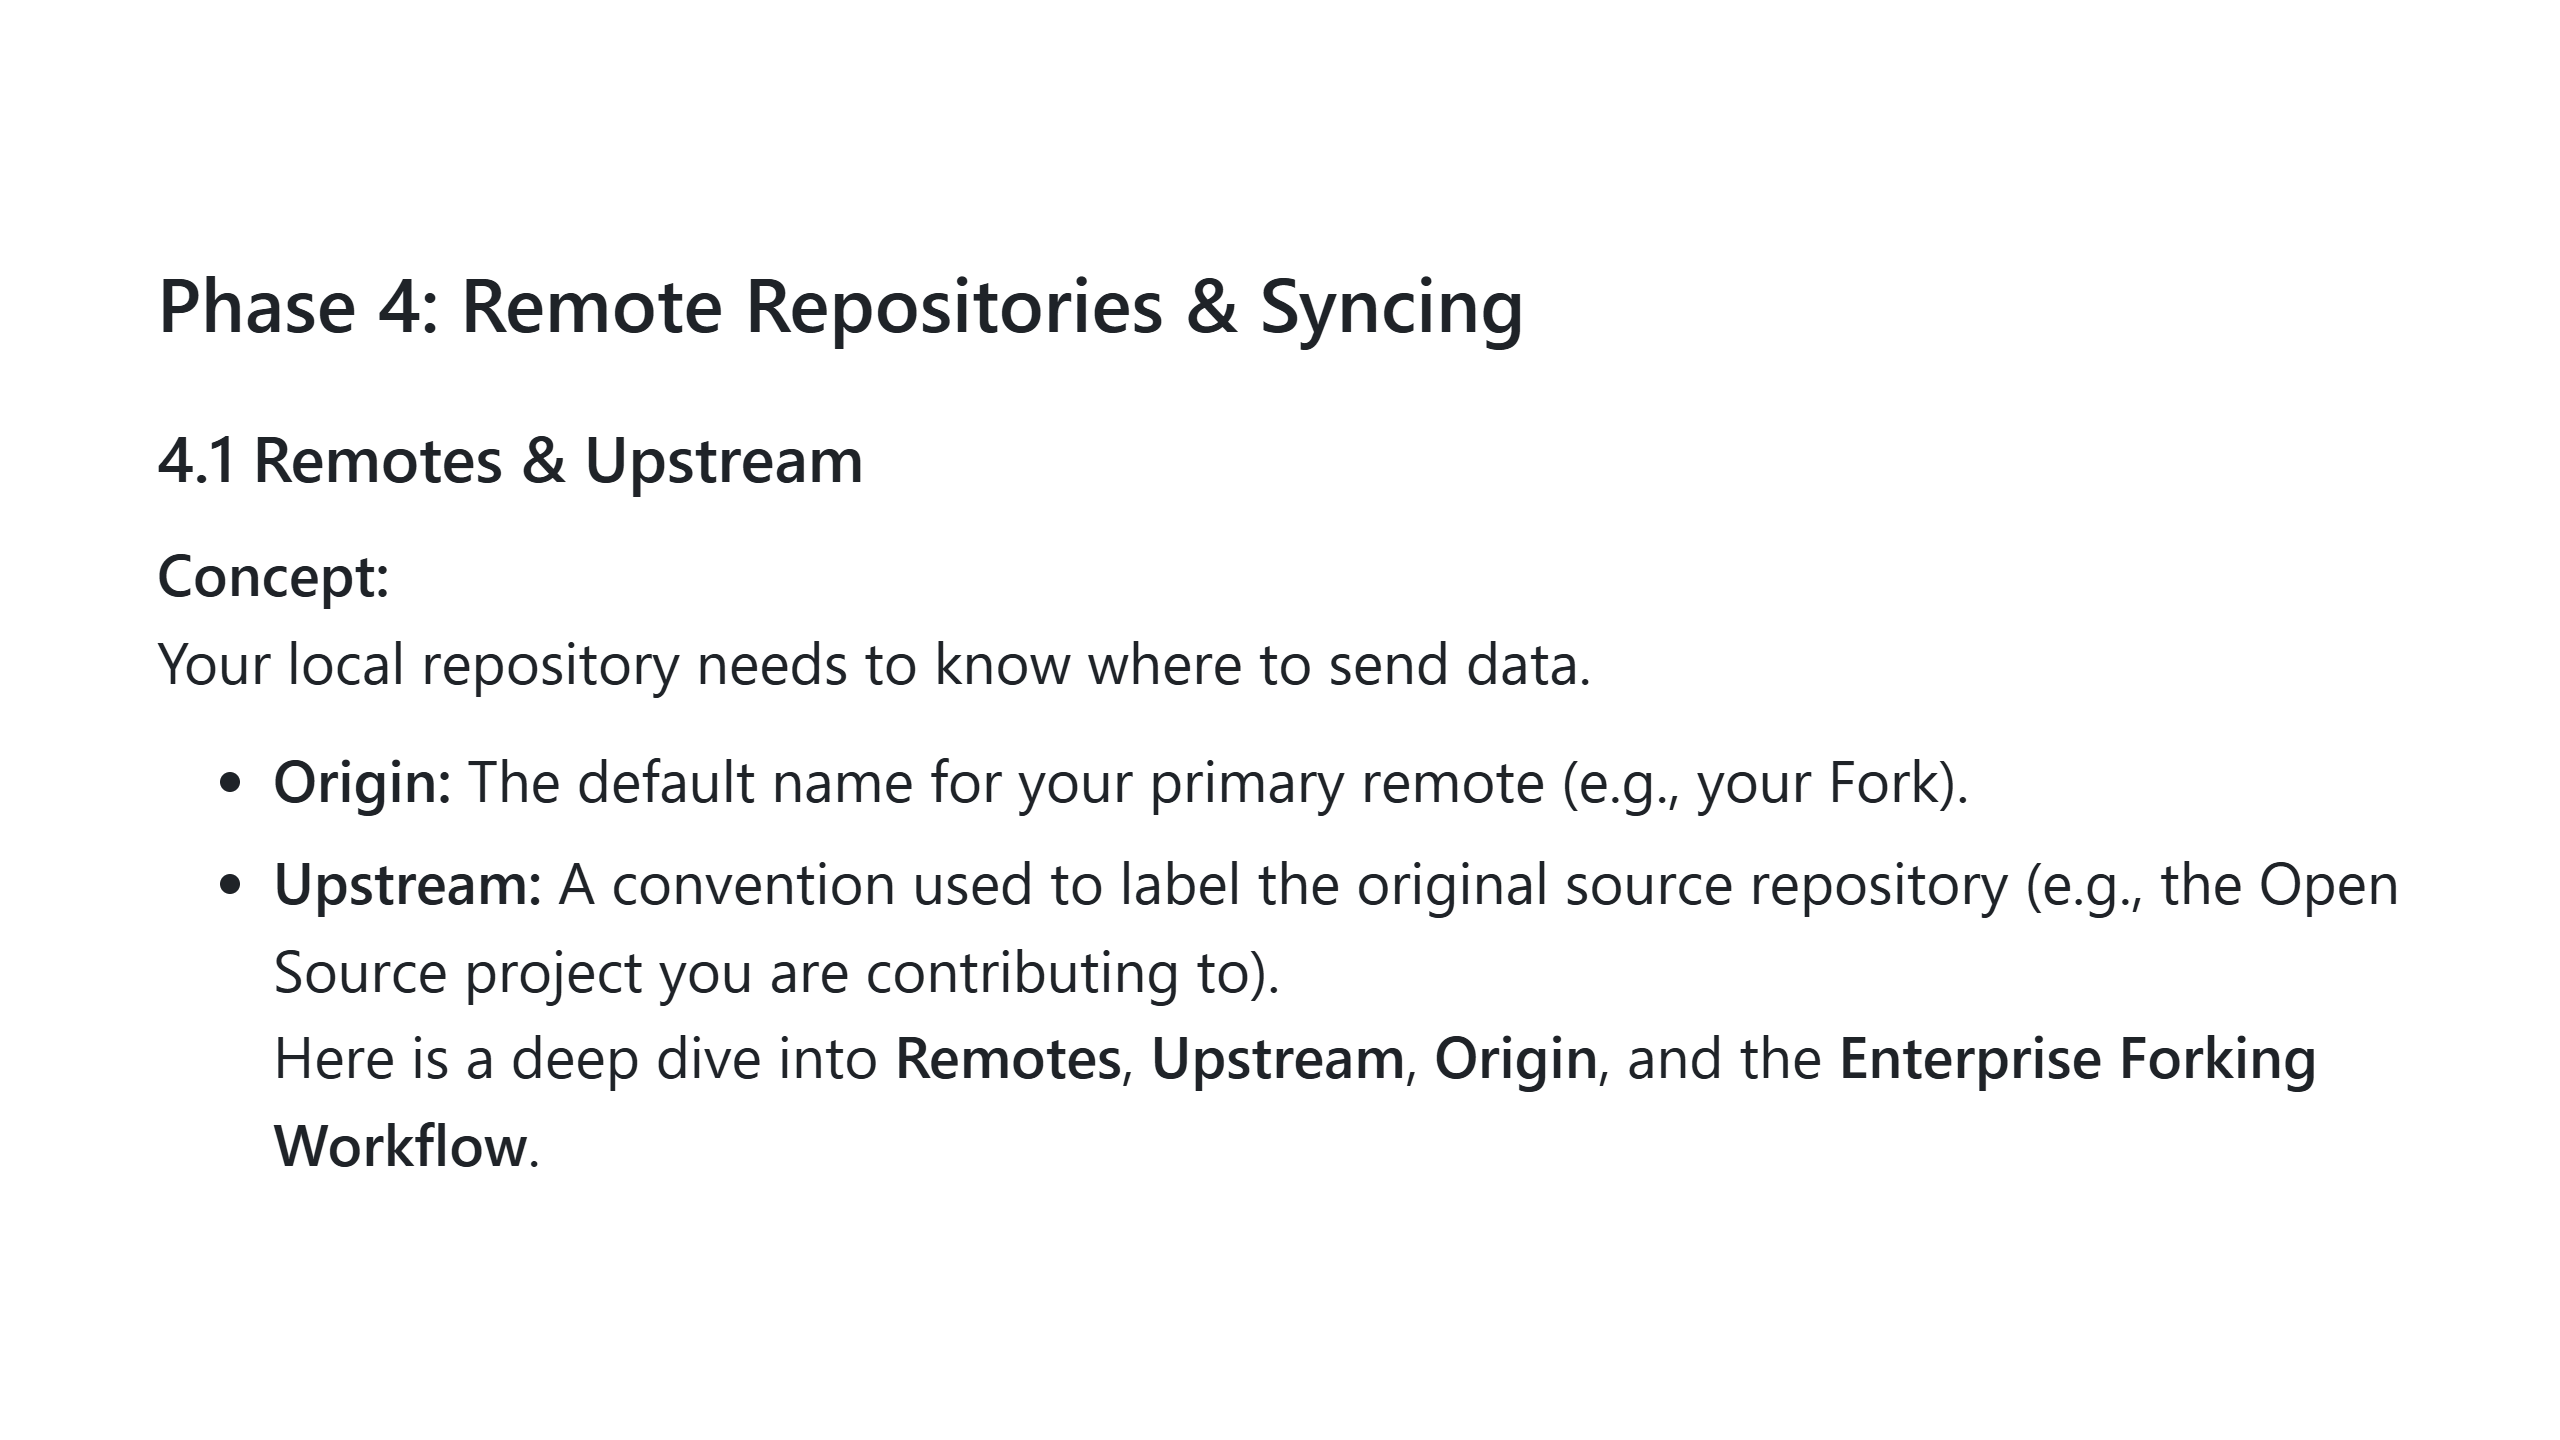 Phase 4: Remote Repositories & Syncing
4.1 Remotes & Upstream
Concept:
Your local repository needs to know where to send data.
• Origin: The default name for your primary remote (e.g., your Fork).
• Upstream: A convention used to label the original source repository (e.g., the Open
Source project you are contributing to).
Here is a deep dive into Remotes, Upstream, Origin, and the Enterprise Forking
Workflow.